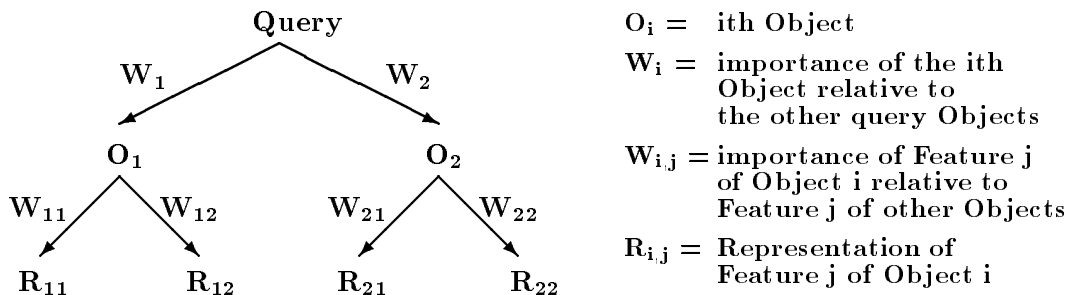 Query
W₁ W₂
O₁ O₂
W₁₁ W₁₂ W₂₁ W₂₂
R₁₁ R₁₂ R₂₁ R₂₂
Oᵢ = ith Object
Wᵢ = importance of the ith
Object relative to
the other query Objects
Wᵢ,ⱼ = importance of Feature j
of Object i relative to
Feature j of other Objects
Rᵢ,ⱼ = Representation of
Feature j of Object i